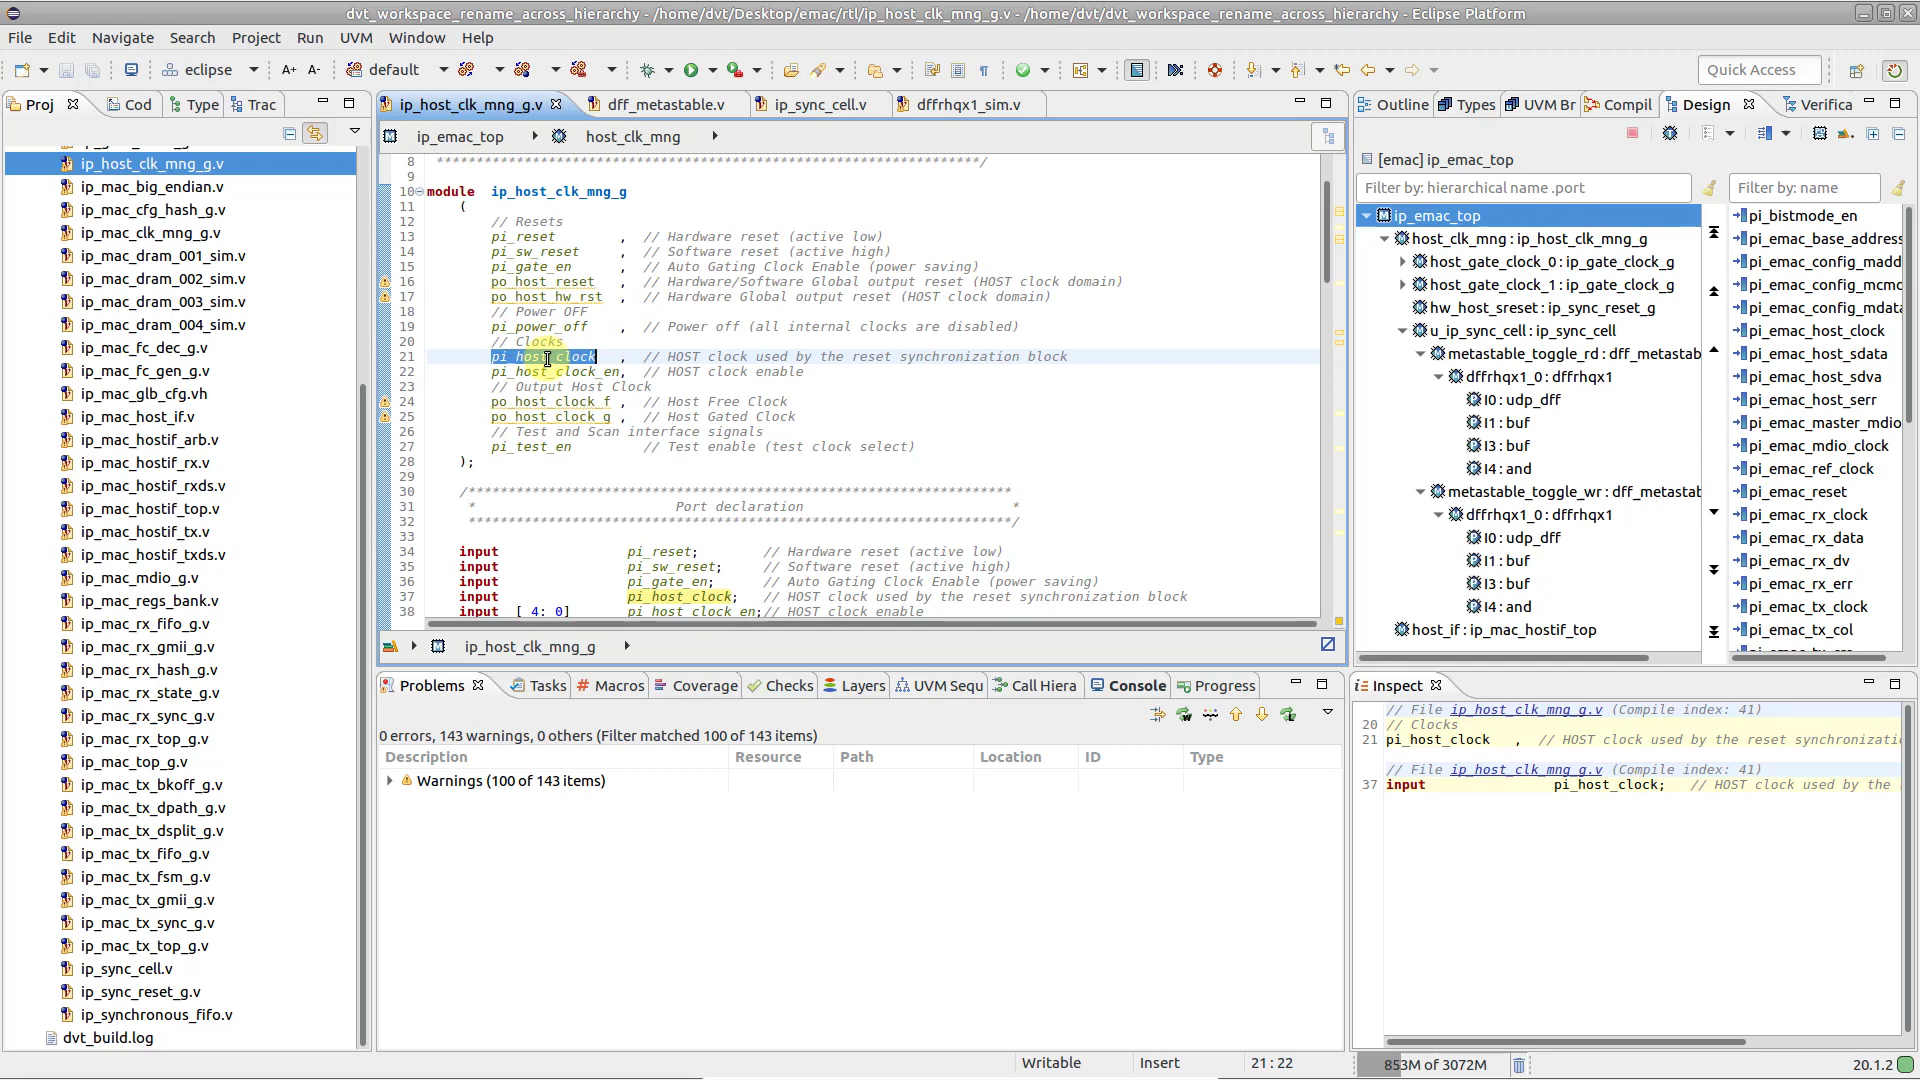 dvt_workspace_rename_across_hierarchy - /home/dvt/Desktop/emac/rtl/ip_host_clk_mng_g.v - /home/dvt/dvt_workspace_rename_across_hierarchy - Eclipse Platform
File Edit Navigate Search Project Run UVM Window Help
eclipse A+ A- default Quick Access
Proj Cod Type Trac
ip_host_clk_mng_g.v
ip_mac_big_endian.v
ip_mac_cfg_hash_g.v
ip_mac_clk_mng_g.v
ip_mac_dram_001_sim.v
ip_mac_dram_002_sim.v
ip_mac_dram_003_sim.v
ip_mac_dram_004_sim.v
ip_mac_fc_dec_g.v
ip_mac_fc_gen_g.v
ip_mac_glb_cfg.vh
ip_mac_host_if.v
ip_mac_hostif_arb.v
ip_mac_hostif_rx.v
ip_mac_hostif_rxds.v
ip_mac_hostif_top.v
ip_mac_hostif_tx.v
ip_mac_hostif_txds.v
ip_mac_mdio_g.v
ip_mac_regs_bank.v
ip_mac_rx_fifo_g.v
ip_mac_rx_gmii_g.v
ip_mac_rx_hash_g.v
ip_mac_rx_state_g.v
ip_mac_rx_sync_g.v
ip_mac_rx_top_g.v
ip_mac_top_g.v
ip_mac_tx_bkoff_g.v
ip_mac_tx_dpath_g.v
ip_mac_tx_dsplit_g.v
ip_mac_tx_fifo_g.v
ip_mac_tx_fsm_g.v
ip_mac_tx_gmii_g.v
ip_mac_tx_sync_g.v
ip_mac_tx_top_g.v
ip_sync_cell.v
ip_sync_reset_g.v
ip_synchronous_fifo.v
dvt_build.log
ip_host_clk_mng_g.v dff_metastable.v ip_sync_cell.v dffrhqx1_sim.v
ip_emac_top host_clk_mng
8 ****************************************************************/
9
10 module ip_host_clk_mng_g
11 (
12 // Resets
13 pi_reset , // Hardware reset (active low)
14 pi_sw_reset , // Software reset (active high)
15 pi_gate_en , // Auto Gating Clock Enable (power saving)
16 po_host_reset , // Hardware/Software Global output reset (HOST clock domain)
17 po_host_hw_rst , // Hardware Global output reset (HOST clock domain)
18 // Power OFF
19 pi_power_off , // Power off (all internal clocks are disabled)
20 // Clocks
21 pi_host_clock , // HOST clock used by the reset synchronization block
22 pi_host_clock_en, // HOST clock enable
23 // Output Host Clock
24 po_host_clock_f , // Host Free Clock
25 po_host_clock_g , // Host Gated Clock
26 // Test and Scan interface signals
27 pi_test_en // Test enable (test clock select)
28 );
29
30 /********************************************************************
31 * Port declaration *
32 ********************************************************************/
33
34 input pi_reset; // Hardware reset (active low)
35 input pi_sw_reset; // Software reset (active high)
36 input pi_gate_en; // Auto Gating Clock Enable (power saving)
37 input pi_host_clock; // HOST clock used by the reset synchronization block
38 input [ 4: 0] pi_host_clock_en;// HOST clock enable
ip_host_clk_mng_g
Outline Types UVM Br Compil Design Verifica
[emac] ip_emac_top
Filter by: hierarchical name .port
Filter by: name
ip_emac_top
host_clk_mng : ip_host_clk_mng_g
host_gate_clock_0 : ip_gate_clock_g
host_gate_clock_1 : ip_gate_clock_g
hw_host_sreset : ip_sync_reset_g
u_ip_sync_cell : ip_sync_cell
metastable_toggle_rd : dff_metastab
dffrhqx1_0 : dffrhqx1
I0 : udp_dff
I1 : buf
I3 : buf
I4 : and
metastable_toggle_wr : dff_metastab
dffrhqx1_0 : dffrhqx1
I0 : udp_dff
I1 : buf
I3 : buf
I4 : and
host_if : ip_mac_hostif_top
pi_bistmode_en
pi_emac_base_address
pi_emac_config_madd
pi_emac_config_mcmc
pi_emac_config_mdata
pi_emac_host_clock
pi_emac_host_sdata
pi_emac_host_sdva
pi_emac_host_serr
pi_emac_master_mdio
pi_emac_mdio_clock
pi_emac_ref_clock
pi_emac_reset
pi_emac_rx_clock
pi_emac_rx_data
pi_emac_rx_dv
pi_emac_rx_err
pi_emac_tx_clock
pi_emac_tx_col
Problems Tasks Macros Coverage Checks Layers UVM Sequ Call Hiera Console Progress
0 errors, 143 warnings, 0 others (Filter matched 100 of 143 items)
Description Resource Path Location ID Type
Warnings (100 of 143 items)
Inspect
// File ip_host_clk_mng_g.v (Compile index: 41)
20 // Clocks
21 pi_host_clock , // HOST clock used by the reset synchronizatio
// File ip_host_clk_mng_g.v (Compile index: 41)
37 input pi_host_clock; // HOST clock used by the
Writable Insert 21 : 22 853M of 3072M 20.1.2